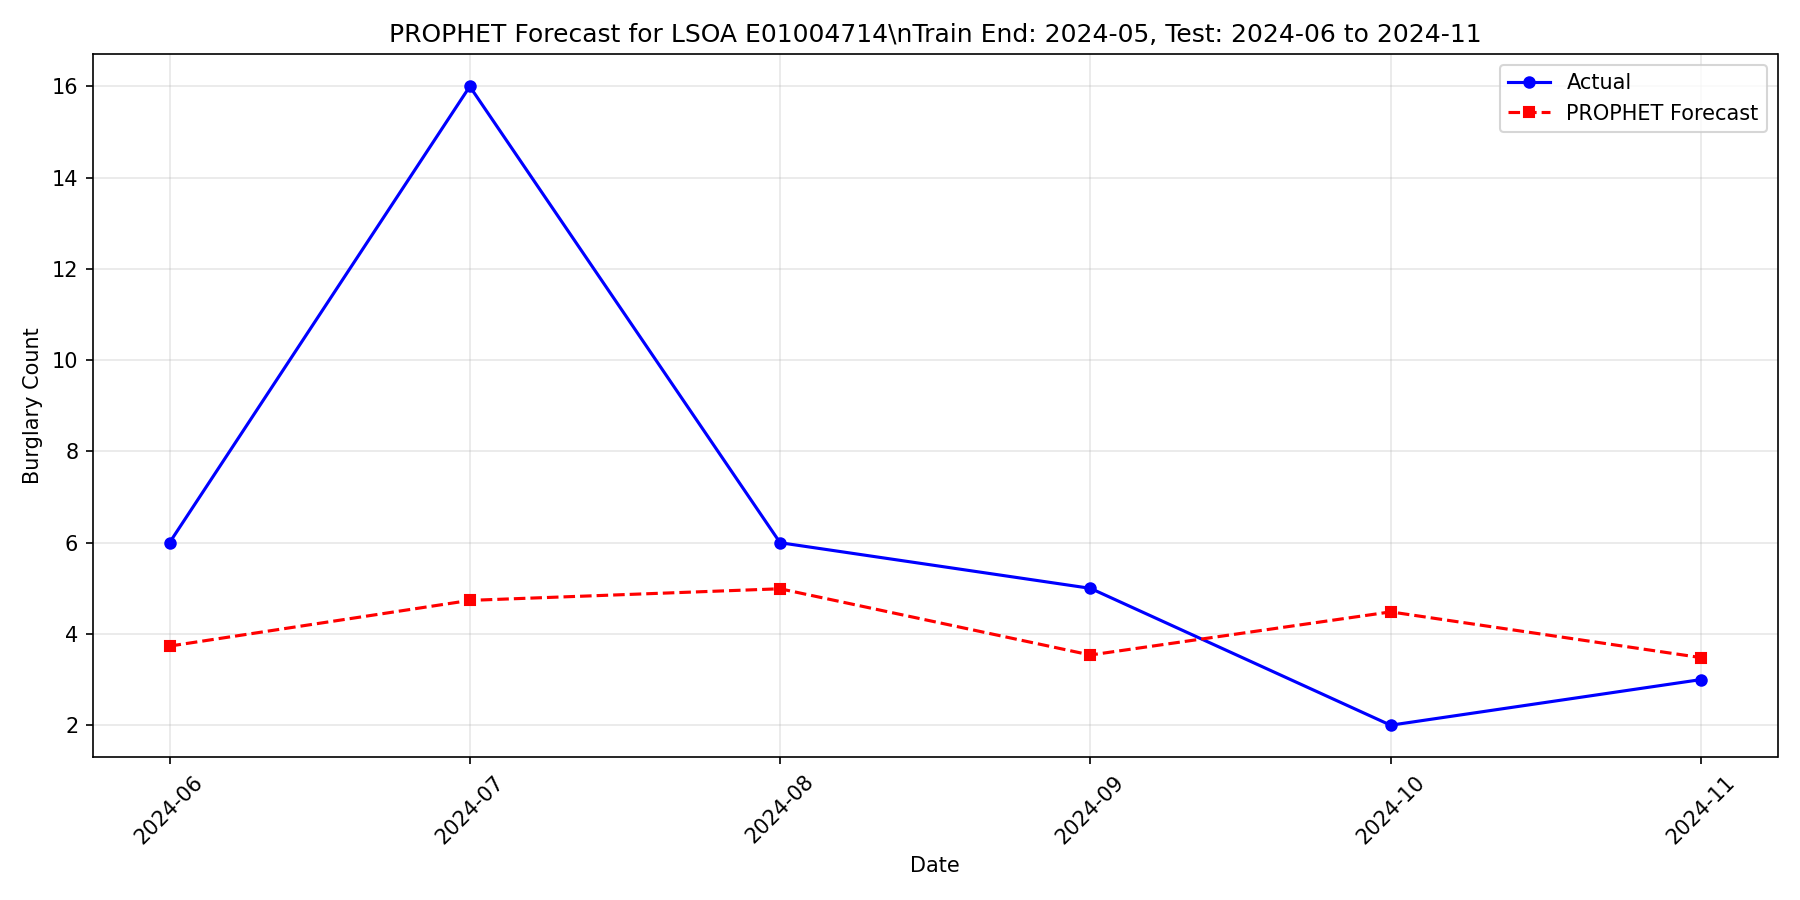 PROPHET Forecast for LSOA E01004714\nTrain End: 2024-05, Test: 2024-06 to 2024-11
Actual
PROPHET Forecast
Burglary Count
16
14
12
10
8
6
4
2
2024-06
2024-07
2024-08
2024-09
2024-10
2024-11
Date